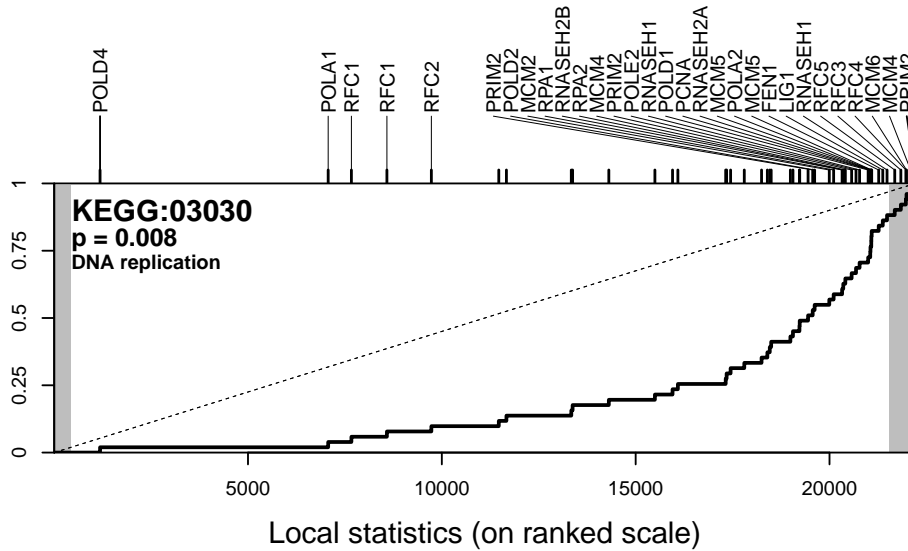 POLD4
POLA1
RFC1
RFC1
RFC2
PRIM2
POLD2
MCM2
RPA1
RNASEH2B
RPA2
MCM4
PRIM2
POLE2
RNASEH1
POLD1
PCNA
RNASEH2A
MCM5
POLA2
MCM5
FEN1
LIG1
RNASEH1
RFC5
RFC3
RFC4
MCM6
MCM4
PRIM2
1
0.75
0.5
0.25
0
KEGG:03030
p = 0.008
DNA replication
5000
10000
15000
20000
Local statistics (on ranked scale)